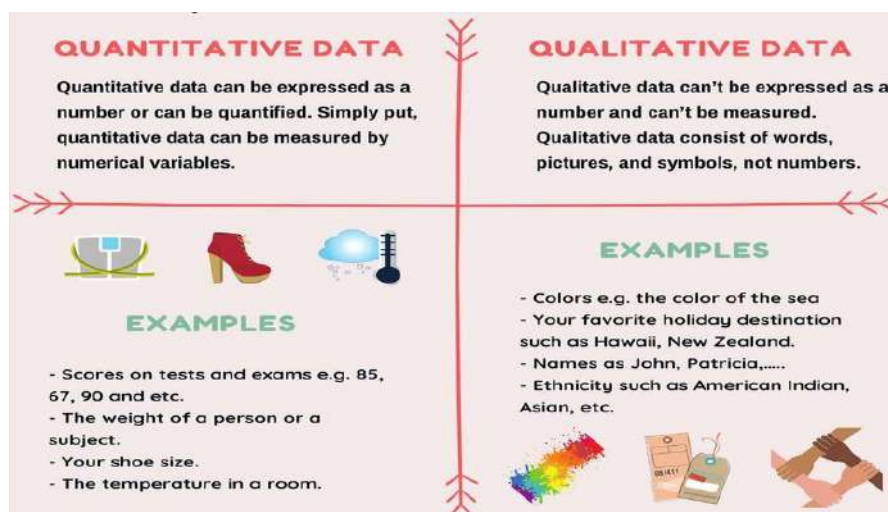 QUANTITATIVE DATA
Quantitative data can be expressed as a
number or can be quantified. Simply put,
quantitative data can be measured by
numerical variables.
QUALITATIVE DATA
Qualitative data can’t be expressed as a
number and can’t be measured.
Qualitative data consist of words,
pictures, and symbols, not numbers.
EXAMPLES
- Scores on tests and exams e.g. 85,
67, 90 and etc.
- The weight of a person or a
subject.
- Your shoe size.
- The temperature in a room.
EXAMPLES
- Colors e.g. the color of the sea
- Your favorite holiday destination
such as Hawaii, New Zealand.
- Names as John, Patricia,.....
- Ethnicity such as American Indian,
Asian, etc.